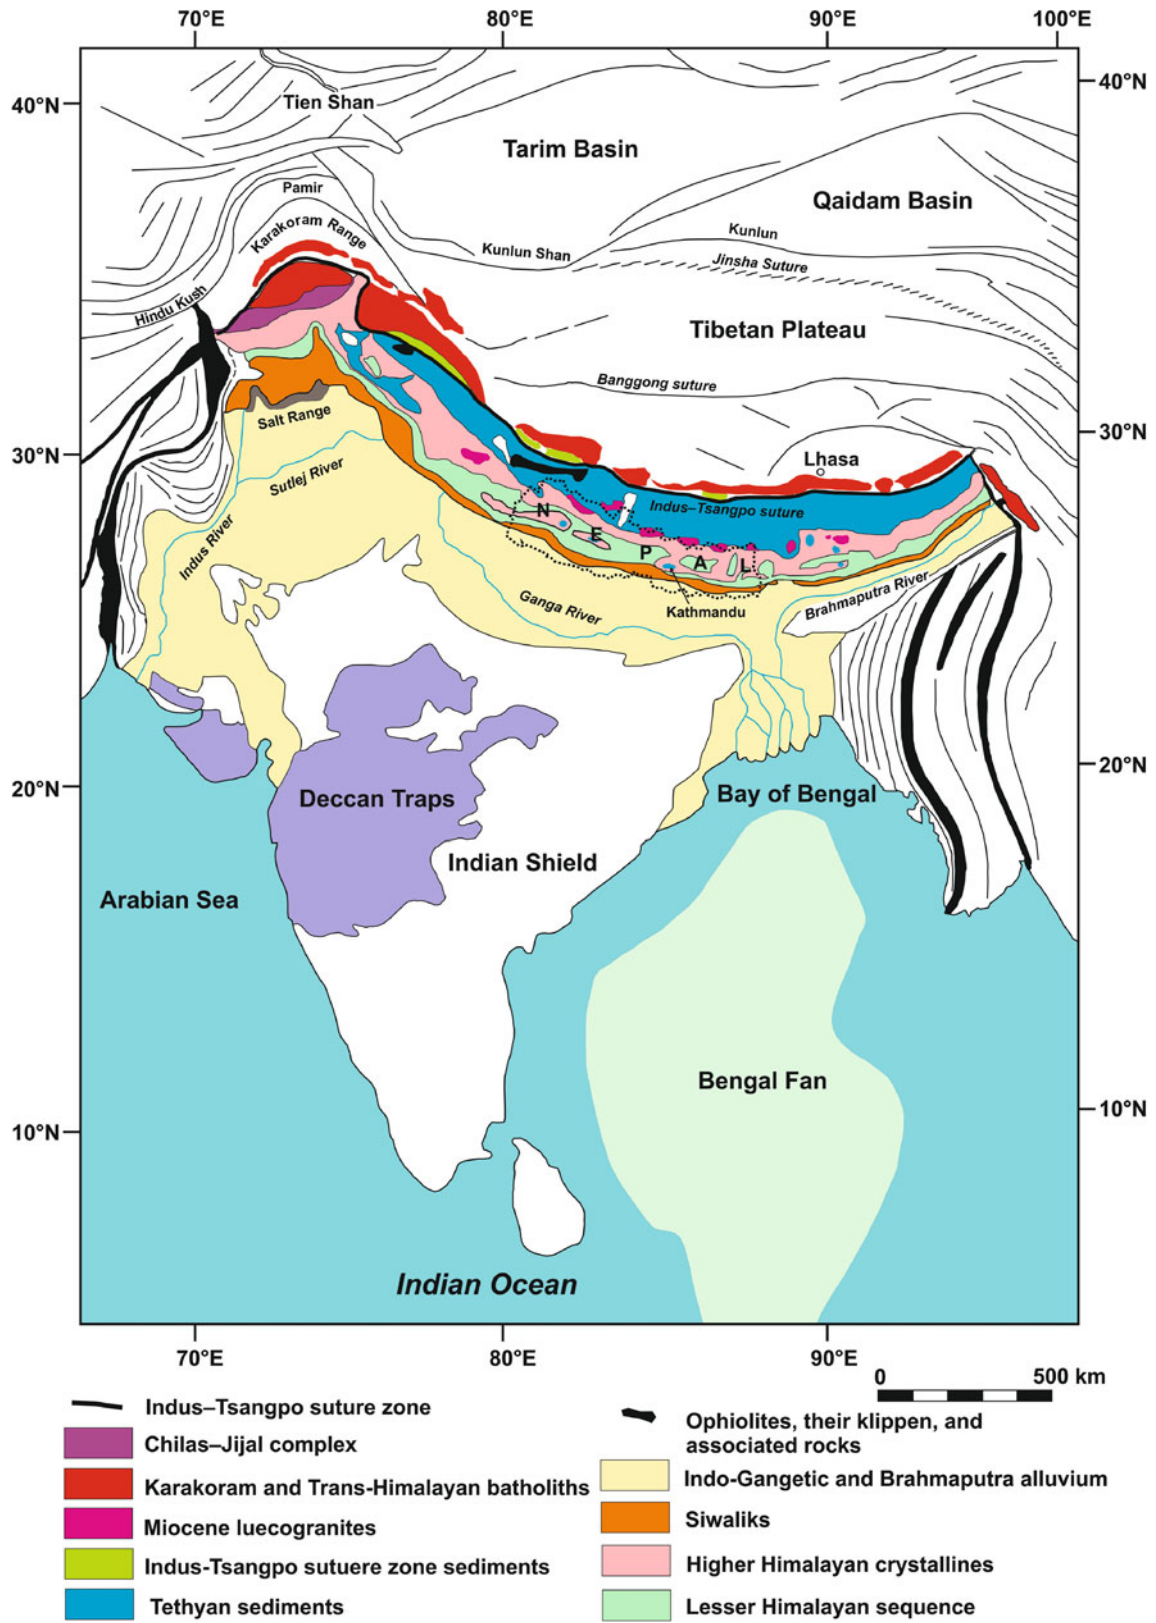 70°E 80°E 90°E 100°E
40°N
40°N
Tien Shan
Tarim Basin
Pamir
Qaidam Basin
Karakoram Range
Kunlun Shan
Kunlun
Jinsha Suture
Hindu Kush
Tibetan Plateau
Banggong suture
Salt Range
30°N
30°N
Sutlej River
Lhasa
Indus–Tsangpo suture
Indus River
N
E
P
A
L
Kathmandu
Ganga River
Brahmaputra River
20°N
20°N
Deccan Traps
Bay of Bengal
Indian Shield
Arabian Sea
Bengal Fan
10°N
10°N
Indian Ocean
70°E 80°E 90°E
0 500 km
Indus–Tsangpo suture zone
Chilas–Jijal complex
Karakoram and Trans-Himalayan batholiths
Miocene luecogranites
Indus-Tsangpo sutuere zone sediments
Tethyan sediments
Ophiolites, their klippen, and
associated rocks
Indo-Gangetic and Brahmaputra alluvium
Siwaliks
Higher Himalayan crystallines
Lesser Himalayan sequence